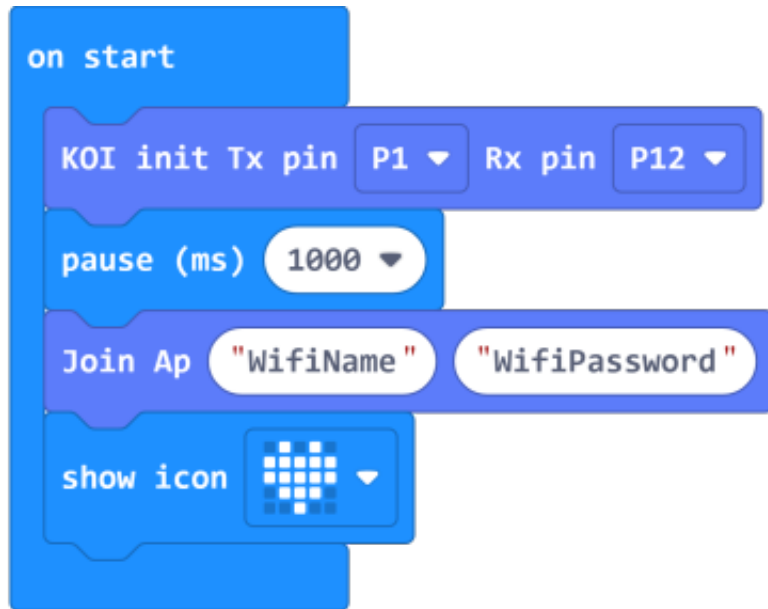 on start
KOI init Tx pin P1 Rx pin P12
pause (ms) 1000
Join Ap "WifiName" "WifiPassword"
show icon